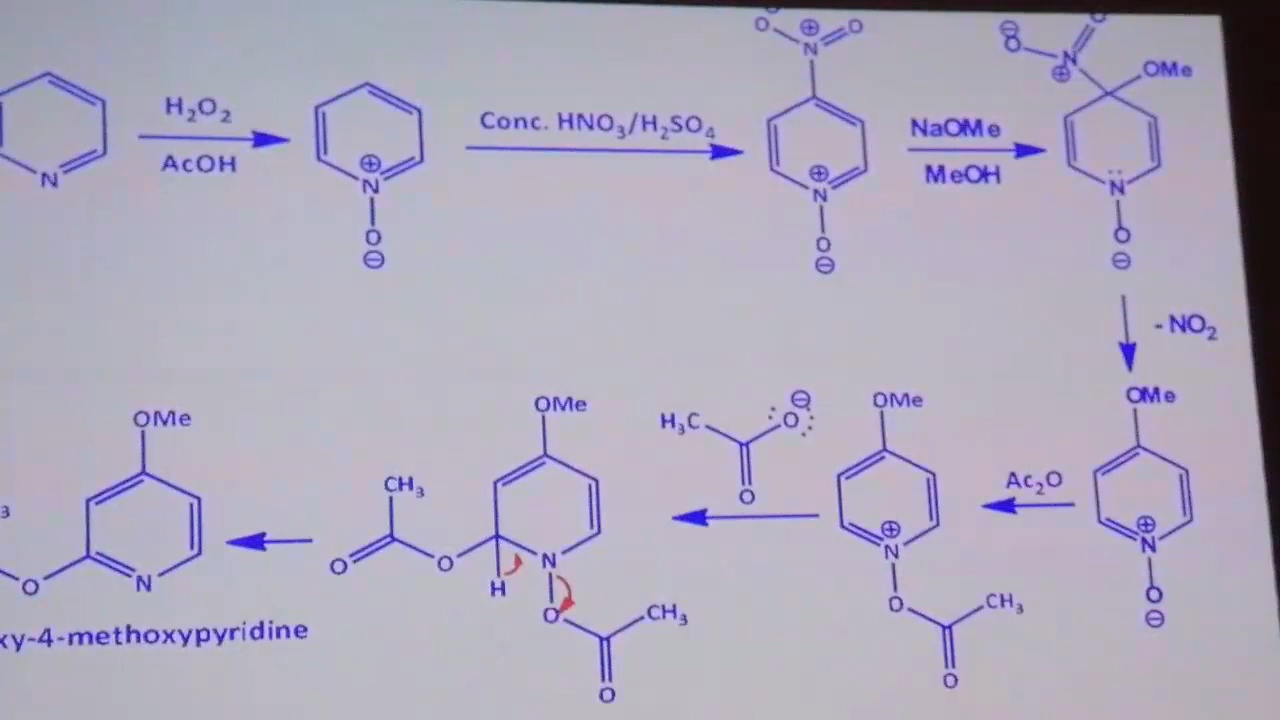 H₂O₂
AcOH
N
N
⊕
O
⊖
Conc. HNO₃/H₂SO₄
O
⊕
N
O
⊕
N
O
⊖
NaOMe
MeOH
⊖
O
N
⊕
O
OMe
N
O
⊖
- NO₂
OMe
⊕
N
O
⊖
Ac₂O
OMe
⊕
N
O
CH₃
O
H₃C
O
⊖
O
OMe
CH₃
O
O
H
N
O
CH₃
O
OMe
₃
O
N
xy-4-methoxypyridine